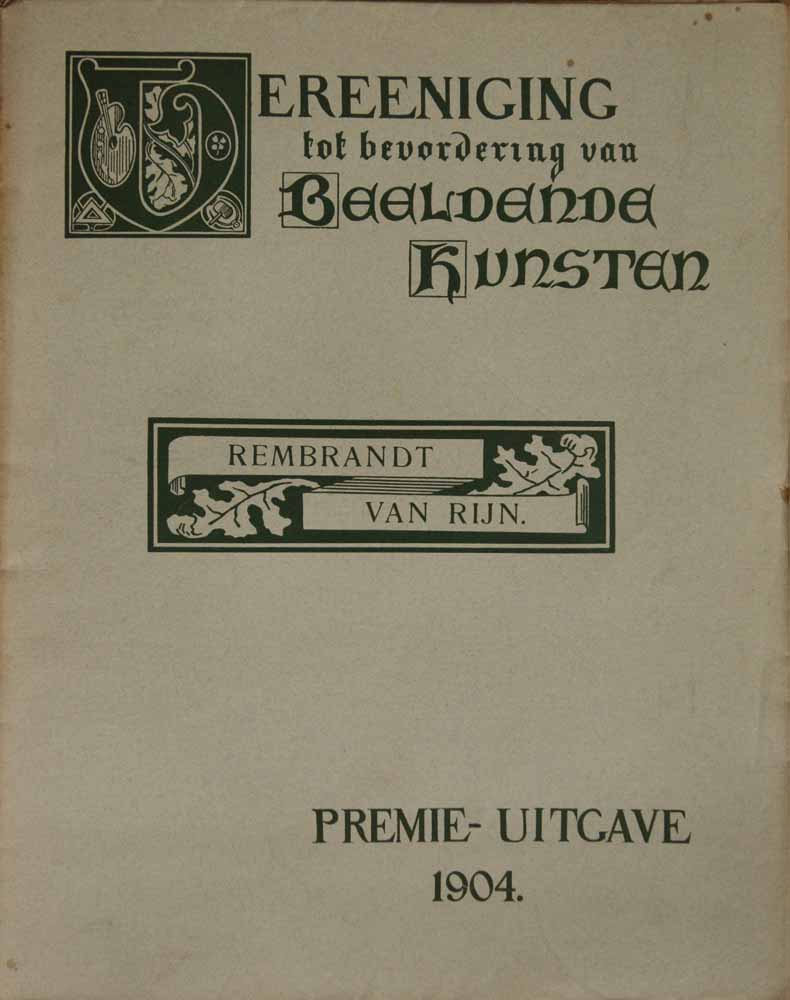 VEREENIGING
tot bevordering van
BEELDENDE
KUNSTEN
REMBRANDT
VAN RIJN.
PREMIE- UITGAVE
1904.